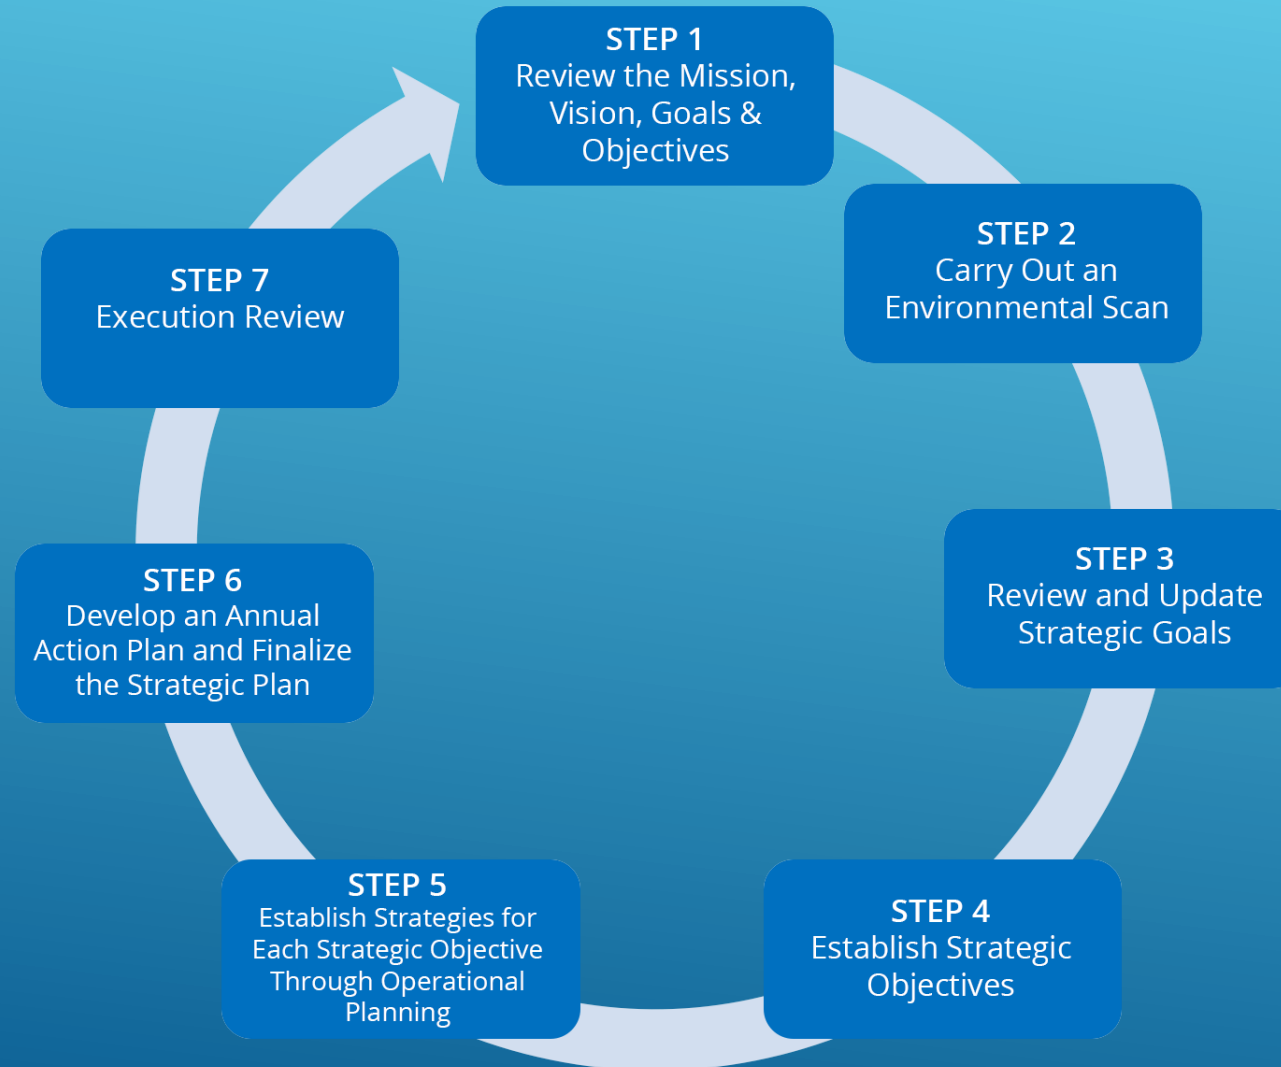 STEP 1
Review the Mission,
Vision, Goals &
Objectives
STEP 2
Carry Out an
Environmental Scan
STEP 3
Review and Update
Strategic Goals
STEP 4
Establish Strategic
Objectives
STEP 5
Establish Strategies for
Each Strategic Objective
Through Operational
Planning
STEP 6
Develop an Annual
Action Plan and Finalize
the Strategic Plan
STEP 7
Execution Review